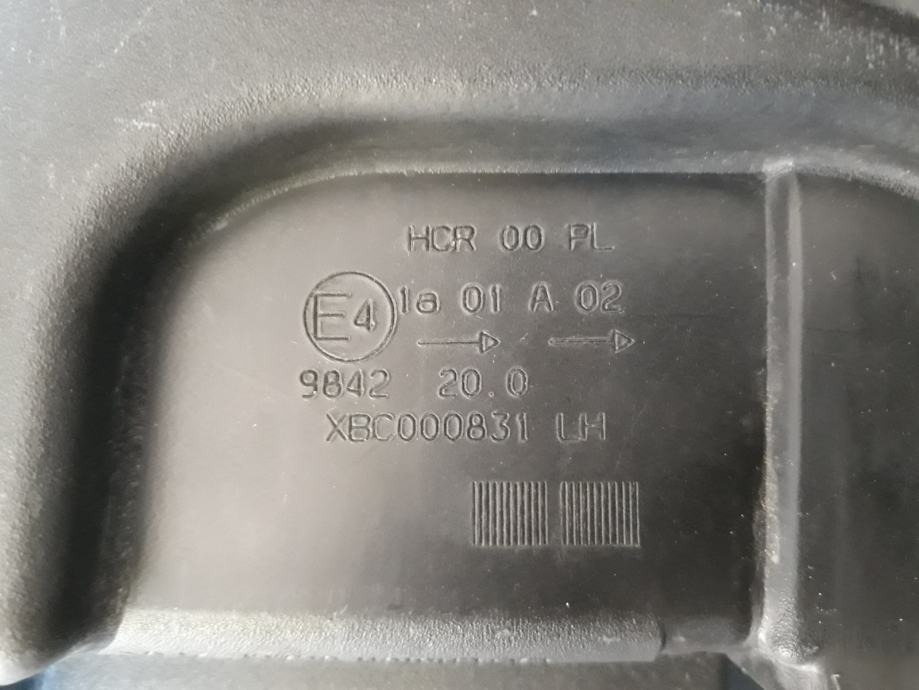 HCR 00 PL
E4 1a 01 A 02
9842 20.0
XBC000831 LH